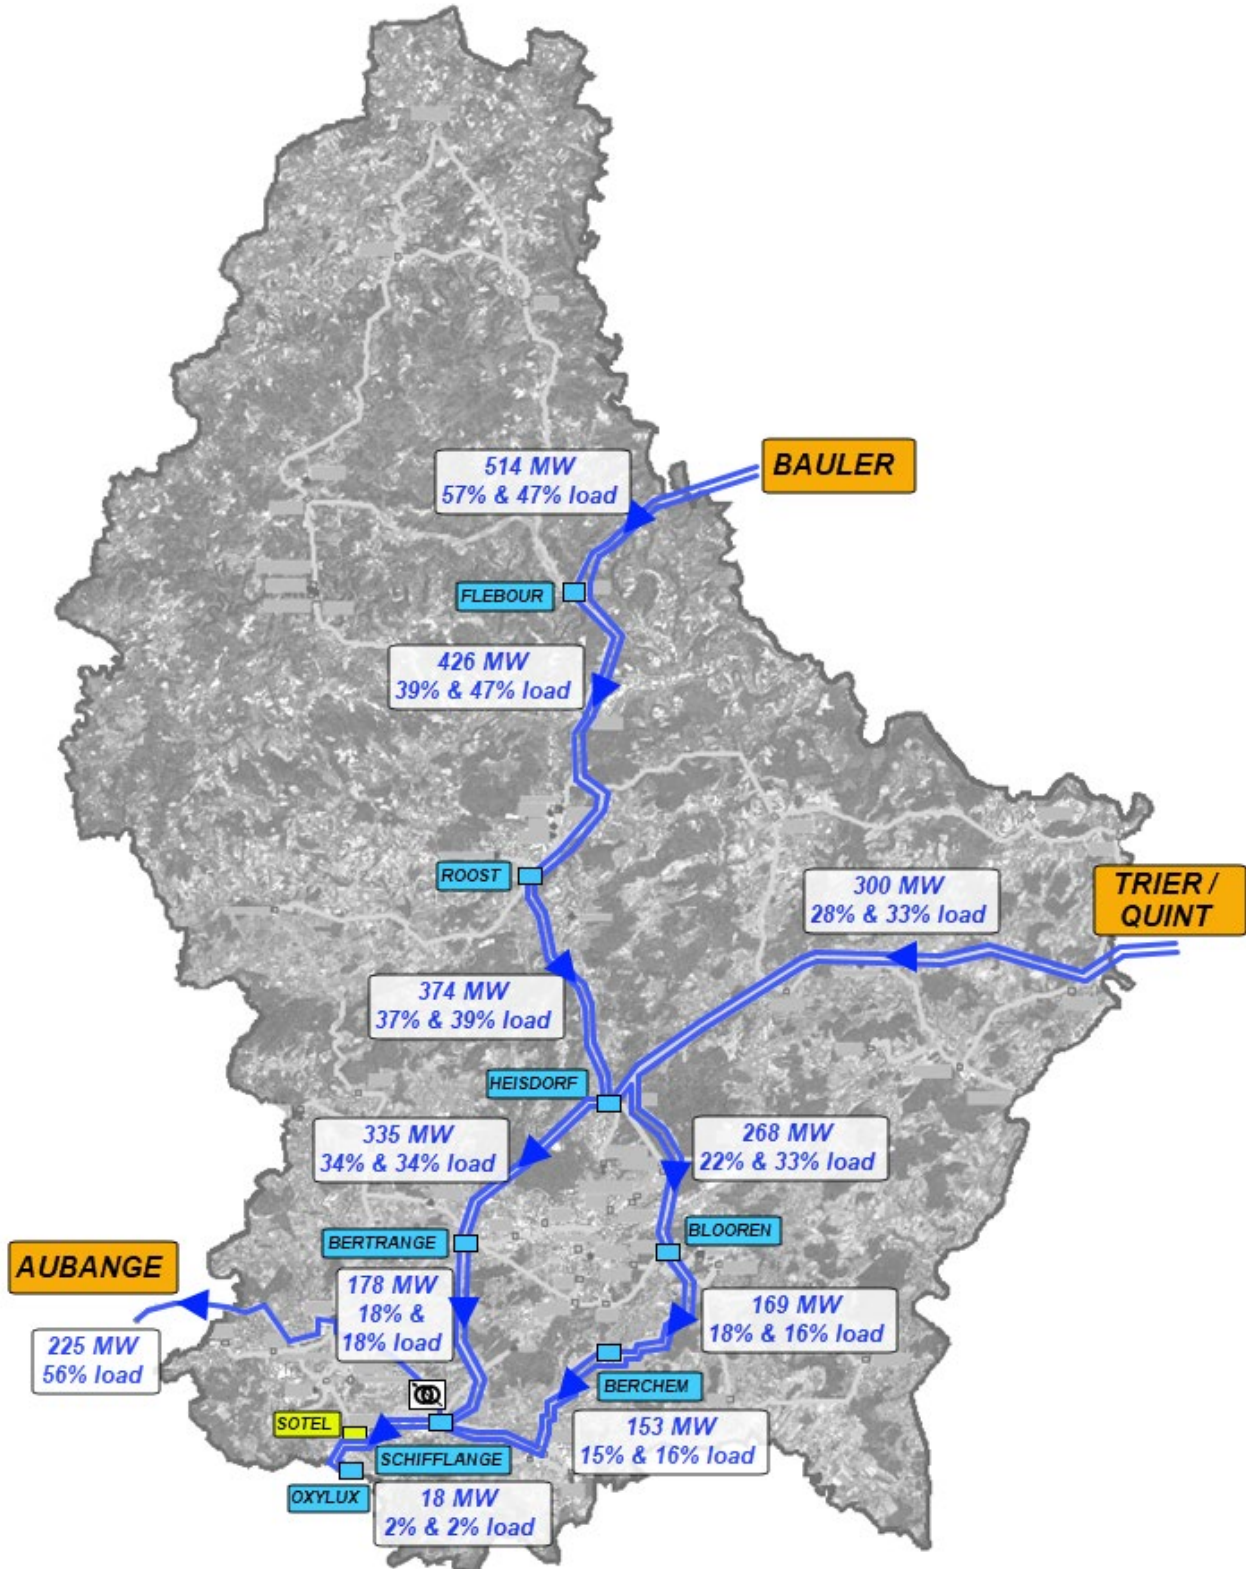 514 MW
57% & 47% load
BAULER
FLEBOUR
426 MW
39% & 47% load
ROOST
300 MW
28% & 33% load
TRIER /
QUINT
374 MW
37% & 39% load
HEISDORF
335 MW
34% & 34% load
268 MW
22% & 33% load
BERTRANGE
BLOOREN
AUBANGE
178 MW
18% &
18% load
169 MW
18% & 16% load
225 MW
56% load
BERCHEM
SOTEL
153 MW
15% & 16% load
SCHIFFLANGE
OXYLUX
18 MW
2% & 2% load